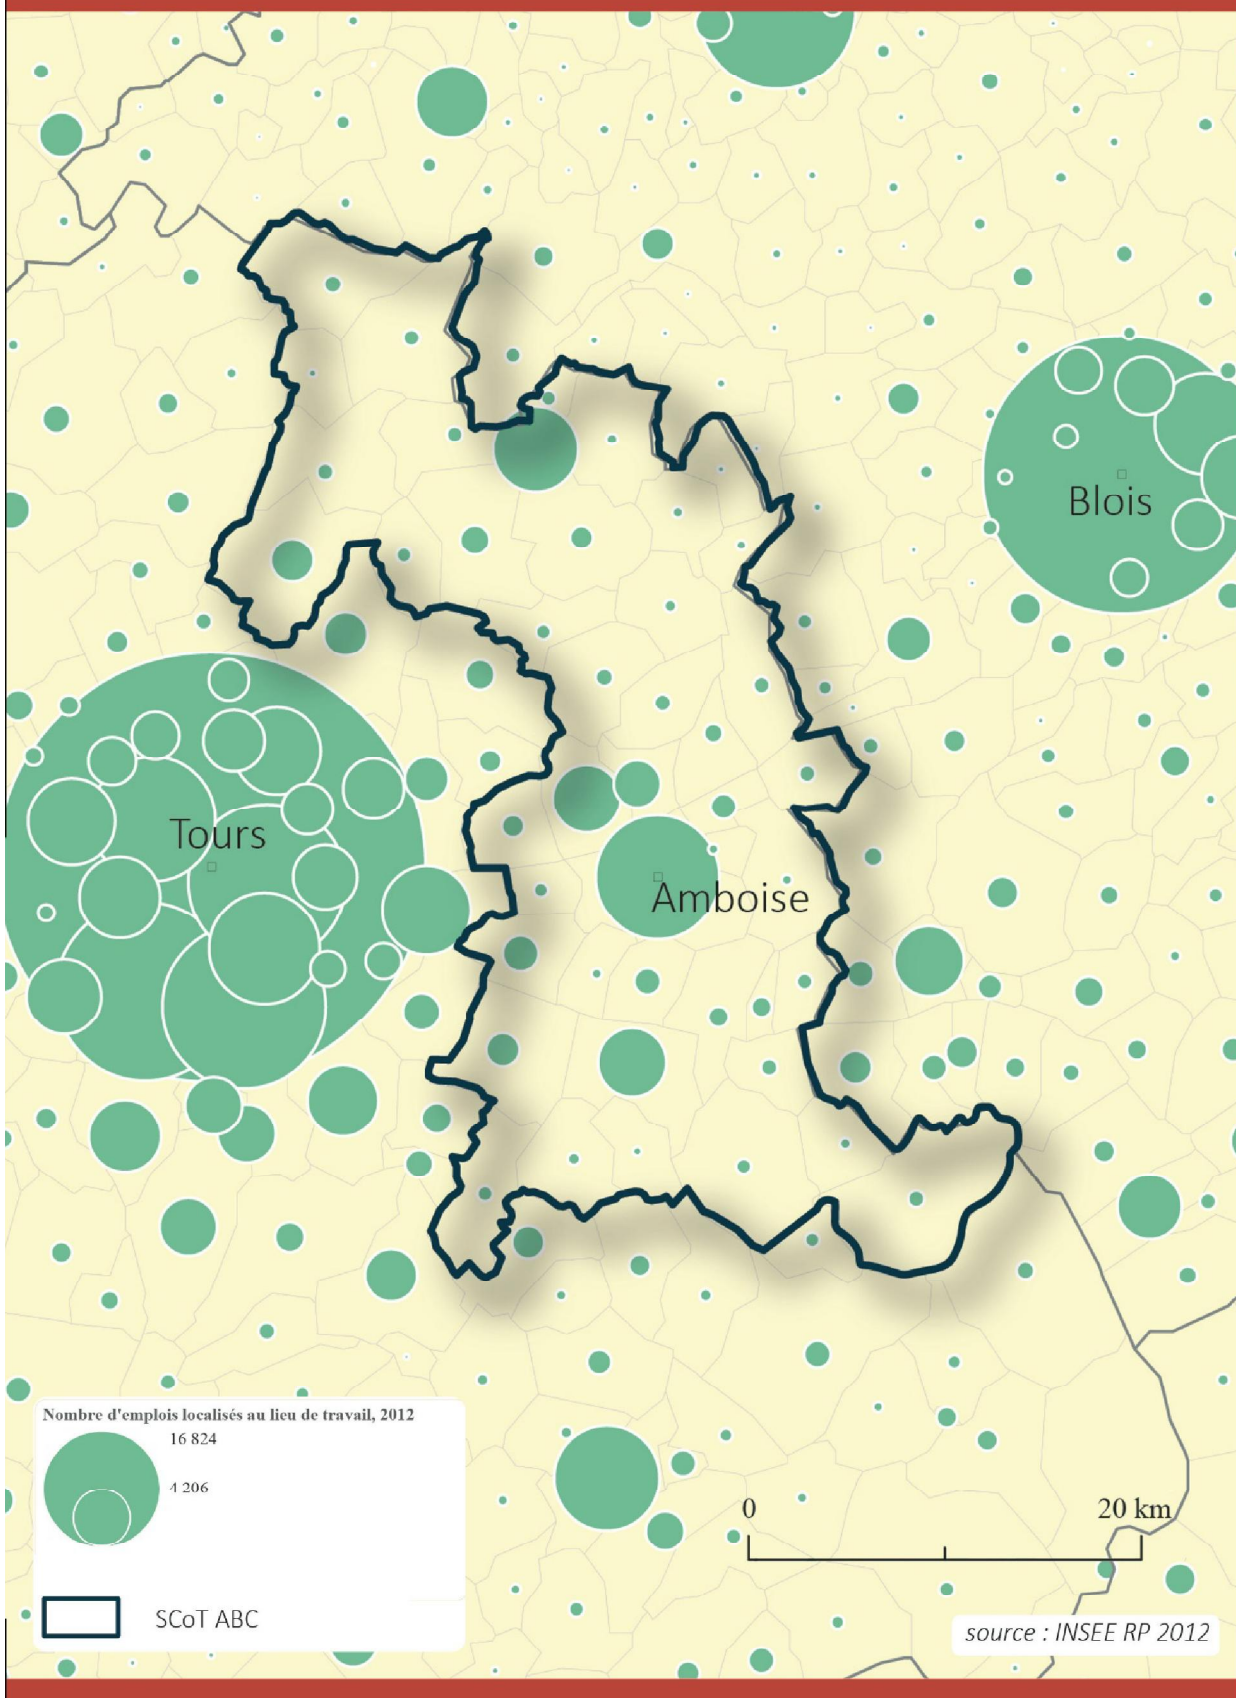 Blois
Tours
Amboise
Nombre d'emplois localisés au lieu de travail, 2012
16 824
4 206
SCoT ABC
0
20 km
source : INSEE RP 2012